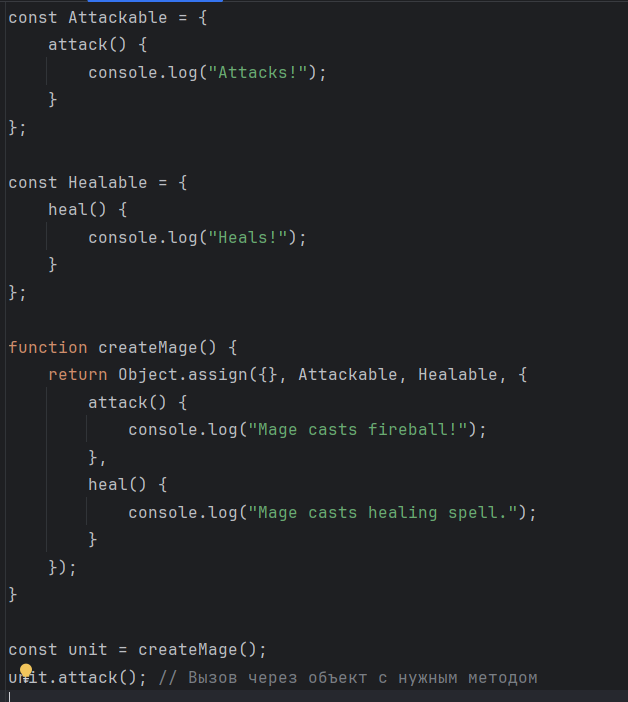 const Attackable = {
    attack() {
        console.log("Attacks!");
    }
};

const Healable = {
    heal() {
        console.log("Heals!");
    }
};

function createMage() {
    return Object.assign({}, Attackable, Healable, {
        attack() {
            console.log("Mage casts fireball!");
        },
        heal() {
            console.log("Mage casts healing spell.");
        }
    });
}

const unit = createMage();
unit.attack(); // Вызов через объект с нужным методом